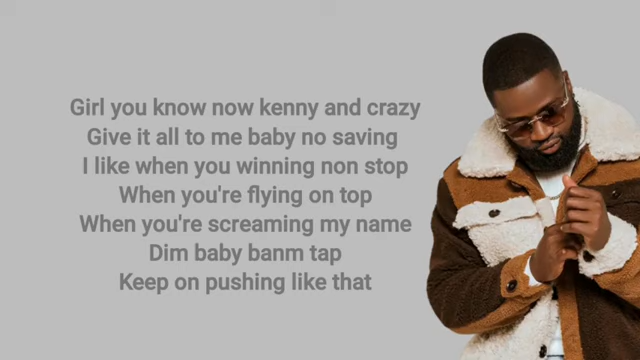 Girl you know now kenny and crazy
Give it all to me baby no saving
I like when you winning non stop
When you're flying on top
When you're screaming my name
Dim baby banm tap
Keep on pushing like that